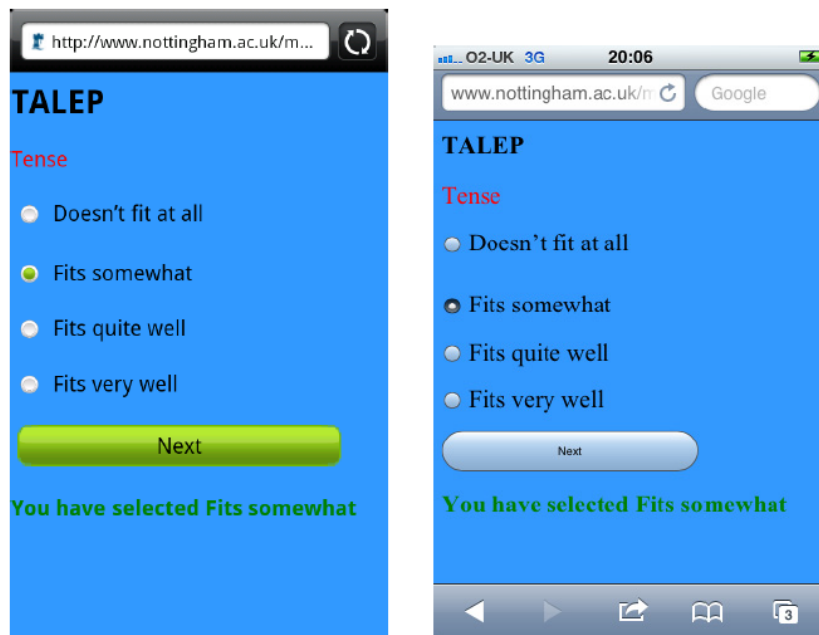 http://www.nottingham.ac.uk/m...
TALEP
Tense
Doesn't fit at all
Fits somewhat
Fits quite well
Fits very well
Next
You have selected Fits somewhat
O2-UK 3G 20:06
www.nottingham.ac.uk/m Google
TALEP
Tense
Doesn't fit at all
Fits somewhat
Fits quite well
Fits very well
Next
You have selected Fits somewhat
3